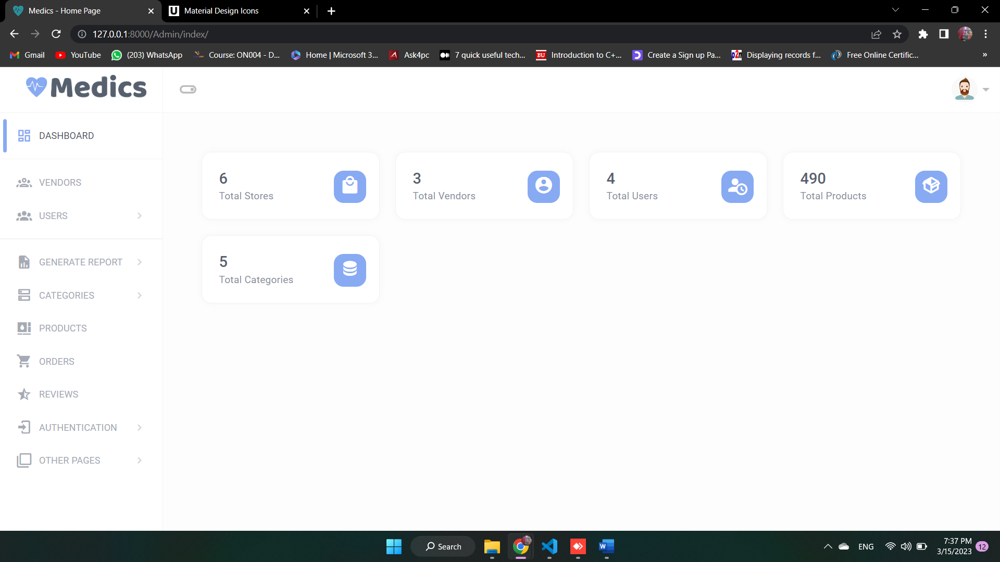 Medics - Home Page
Material Design Icons
127.0.0.1:8000/Admin/index/
Gmail
YouTube
(203) WhatsApp
Course: ON004 - D...
Home | Microsoft 3...
Ask4pc
7 quick useful tech...
Introduction to C+...
Create a Sign up Pa...
Displaying records f...
Free Online Certific...
»
Medics
DASHBOARD
VENDORS
USERS
GENERATE REPORT
CATEGORIES
PRODUCTS
ORDERS
REVIEWS
AUTHENTICATION
OTHER PAGES
6
Total Stores
3
Total Vendors
4
Total Users
490
Total Products
5
Total Categories
Search
ENG
7:37 PM
3/15/2023
12